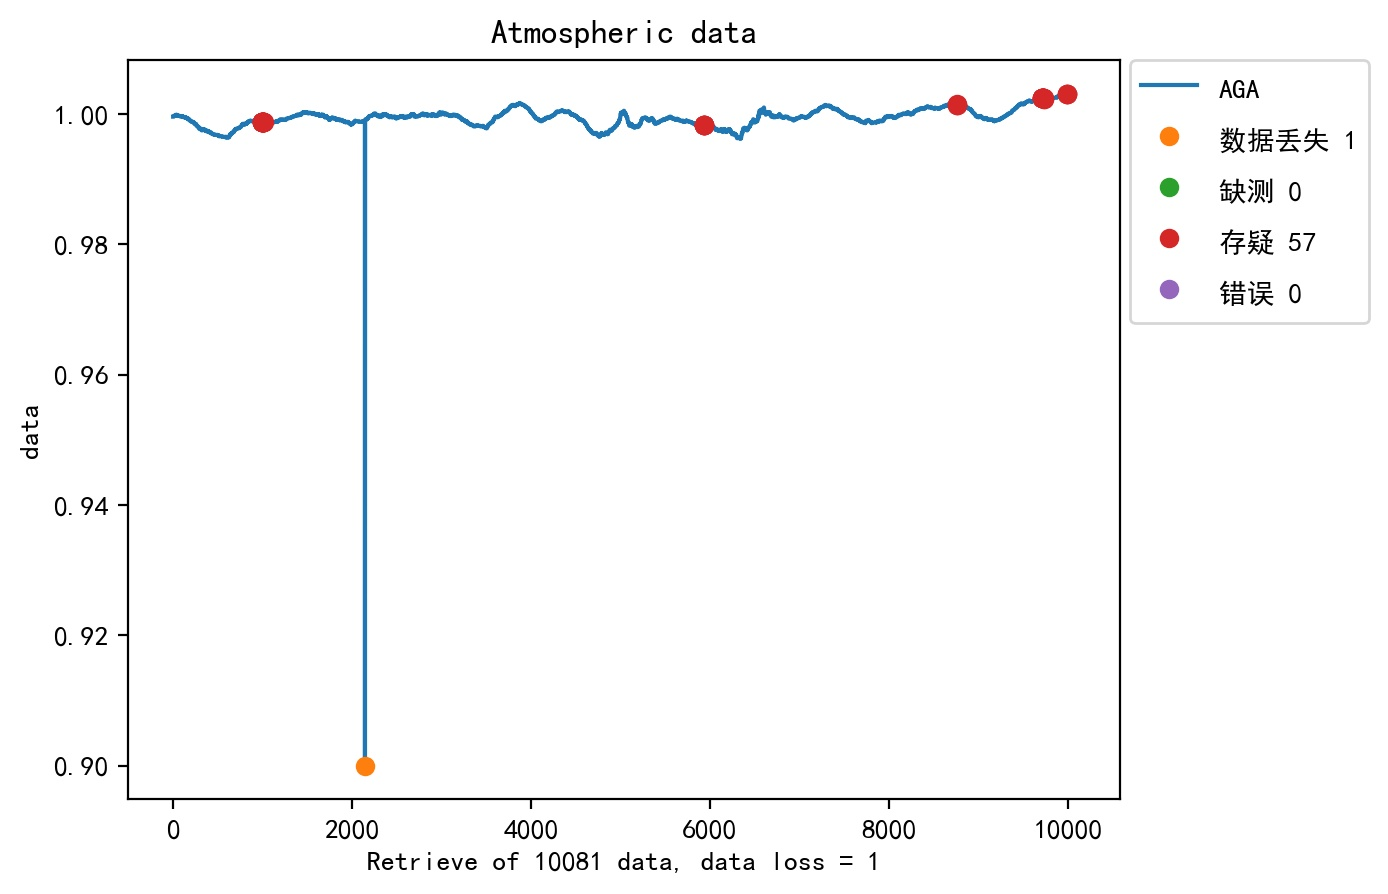 Atmospheric data
1.00
0.98
0.96
0.94
0.92
0.90
data
0
2000
4000
6000
8000
10000
Retrieve of 10081 data, data loss = 1
AGA
数据丢失 1
缺测 0
存疑 57
错误 0